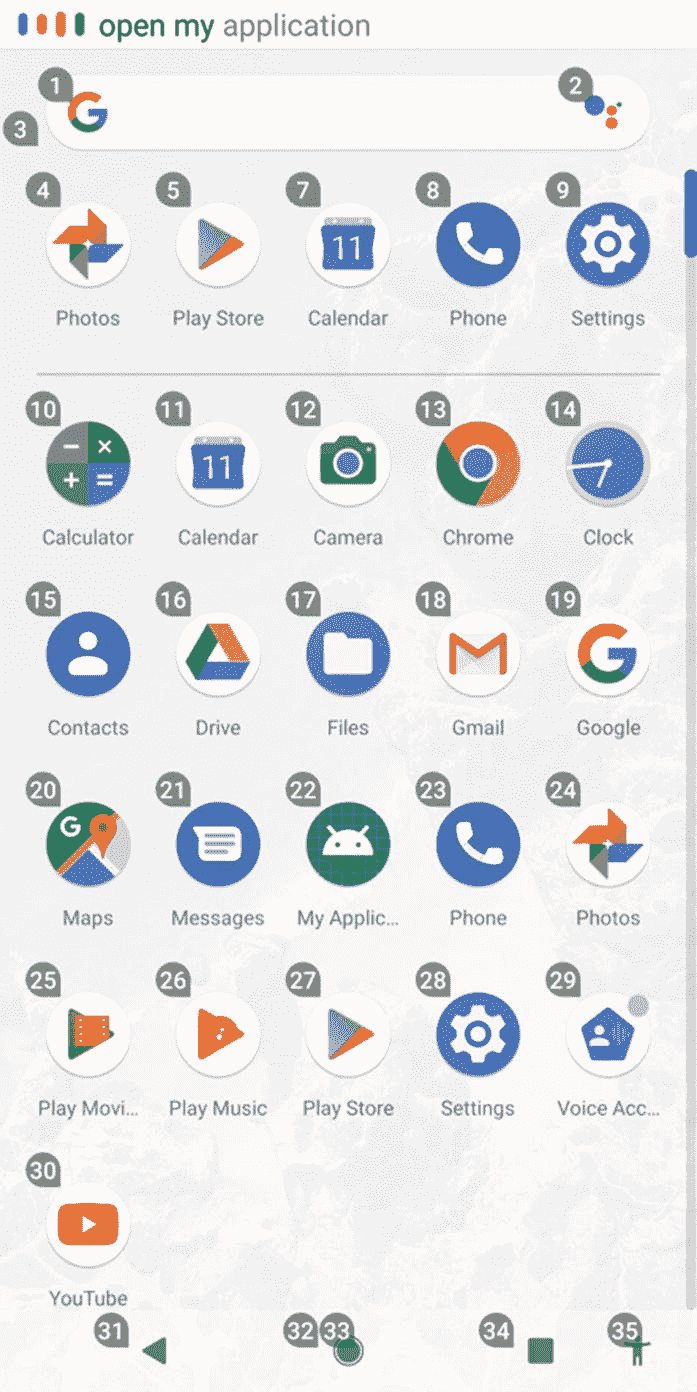 open my application
1 2
3
4 5 7 8 9
11
Photos Play Store Calendar Phone Settings
10 11 12 13 14
11
Calculator Calendar Camera Chrome Clock
15 16 17 18 19
Contacts Drive Files Gmail Google
20 21 22 23 24
G
Maps Messages My Applic... Phone Photos
25 26 27 28 29
Play Movi... Play Music Play Store Settings Voice Acc...
30
YouTube
31 32 33 34 35